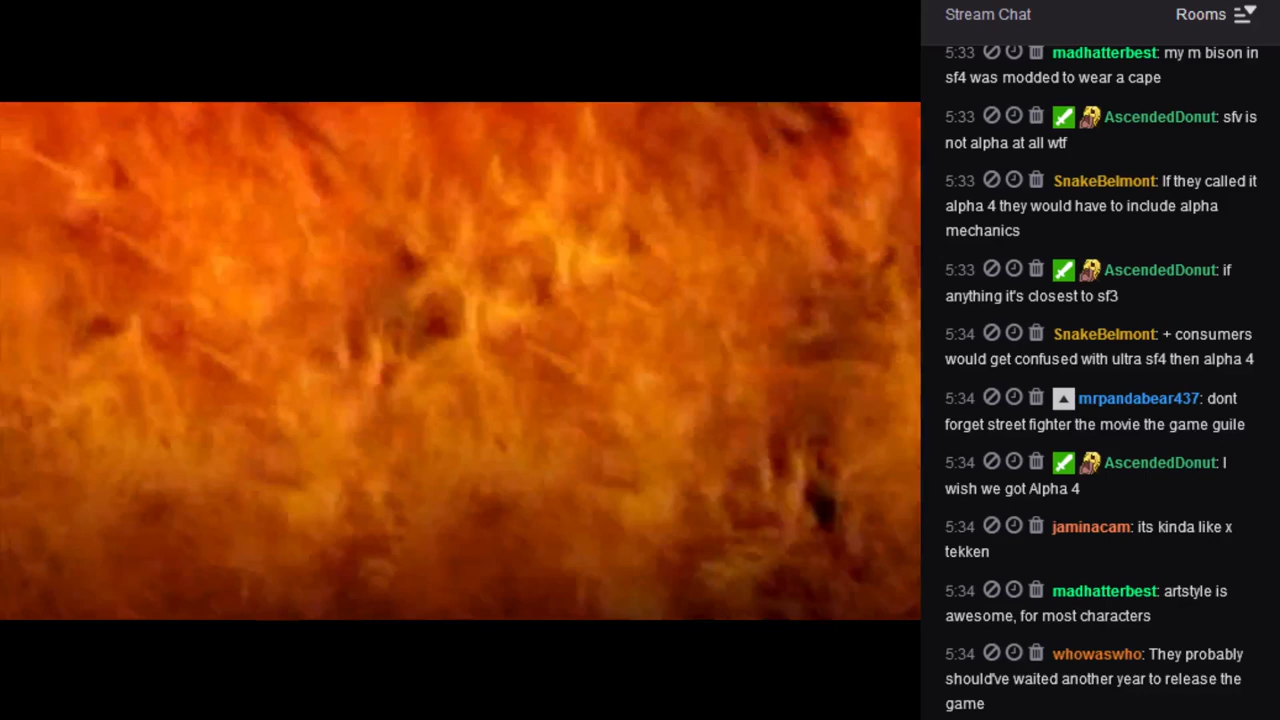 Stream Chat Rooms
5:33 madhatterbest: my m bison in
sf4 was modded to wear a cape
5:33 AscendedDonut: sfv is
not alpha at all wtf
5:33 SnakeBelmont: If they called it
alpha 4 they would have to include alpha
mechanics
5:33 AscendedDonut: if
anything it's closest to sf3
5:34 SnakeBelmont: + consumers
would get confused with ultra sf4 then alpha 4
5:34 mrpandabear437: dont
forget street fighter the movie the game guile
5:34 AscendedDonut: I
wish we got Alpha 4
5:34 jaminacam: its kinda like x
tekken
5:34 madhatterbest: artstyle is
awesome, for most characters
5:34 whowaswho: They probably
should've waited another year to release the
game